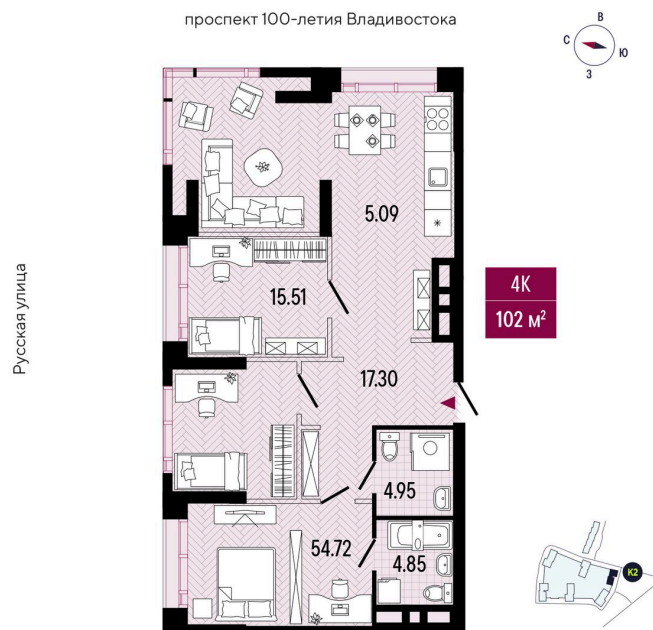 проспект 100-летия Владивостока
В
С
Ю
З
5.09
15.51
4К
102 м²
Русская улица
17.30
4.95
54.72
4.85
К2